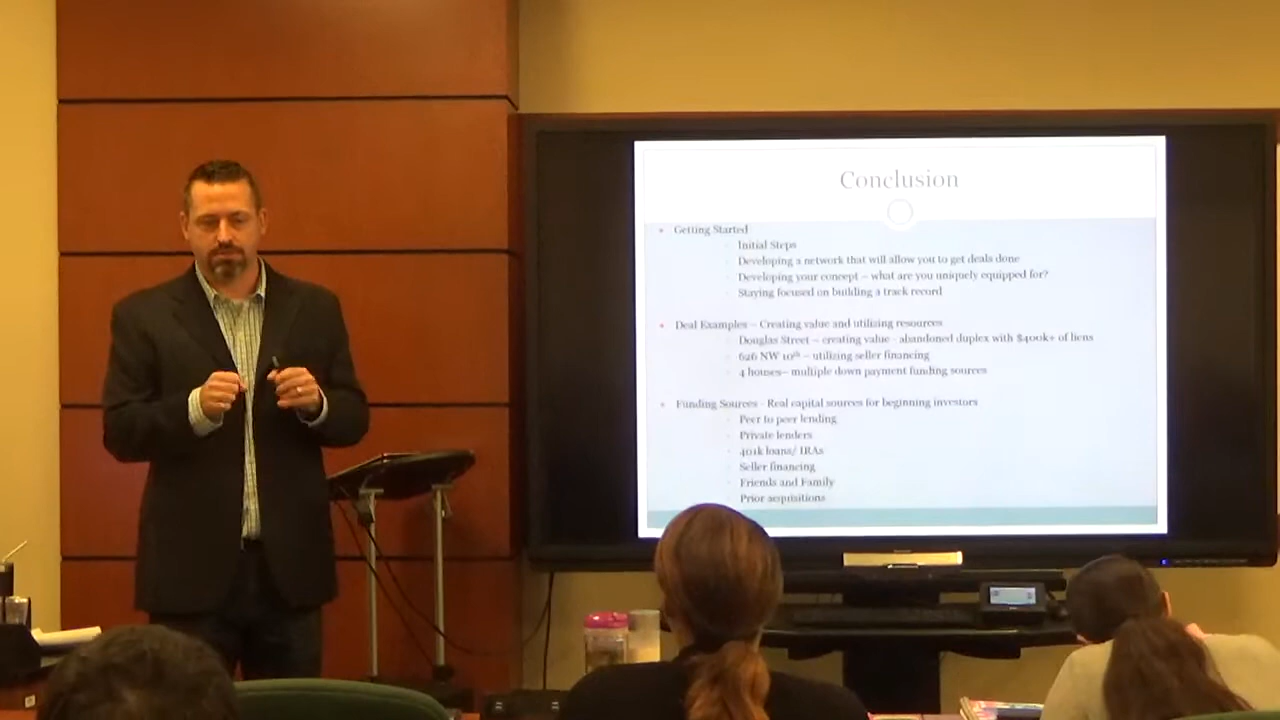 Conclusion
Getting Started
Initial Steps
Developing a network that will allow you to get deals done
Developing your concept – what are you uniquely equipped for?
Staying focused on building a track record
Deal Examples – Creating value and utilizing resources
Douglas Street – creating value - abandoned duplex with $400k+ of liens
626 NW 10th – utilizing seller financing
4 houses– multiple down payment funding sources
Funding Sources - Real capital sources for beginning investors
Peer to peer lending
Private lenders
401k loans/ IRAs
Seller financing
Friends and Family
Prior acquisitions